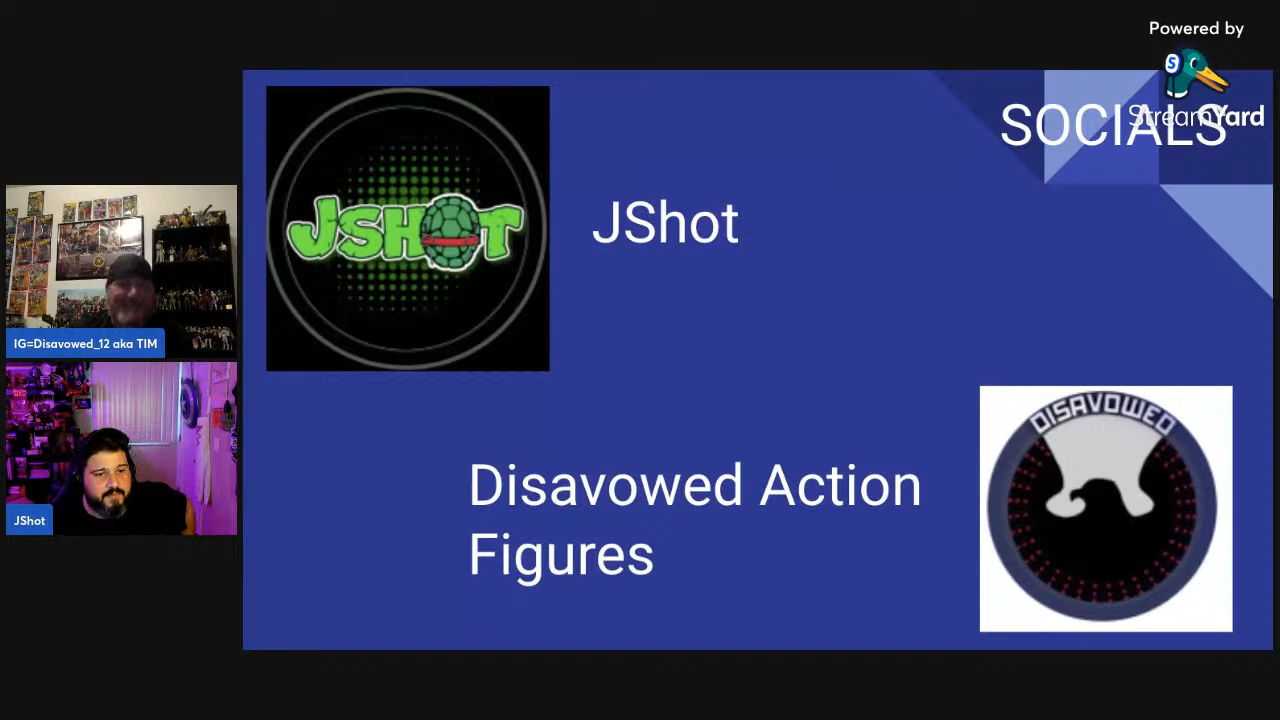 Powered by
StreamYard
SOCIALS
JSHOT
JShot
IG=Disavowed_12 aka TIM
JShot
Disavowed Action
Figures
DISAVOWED